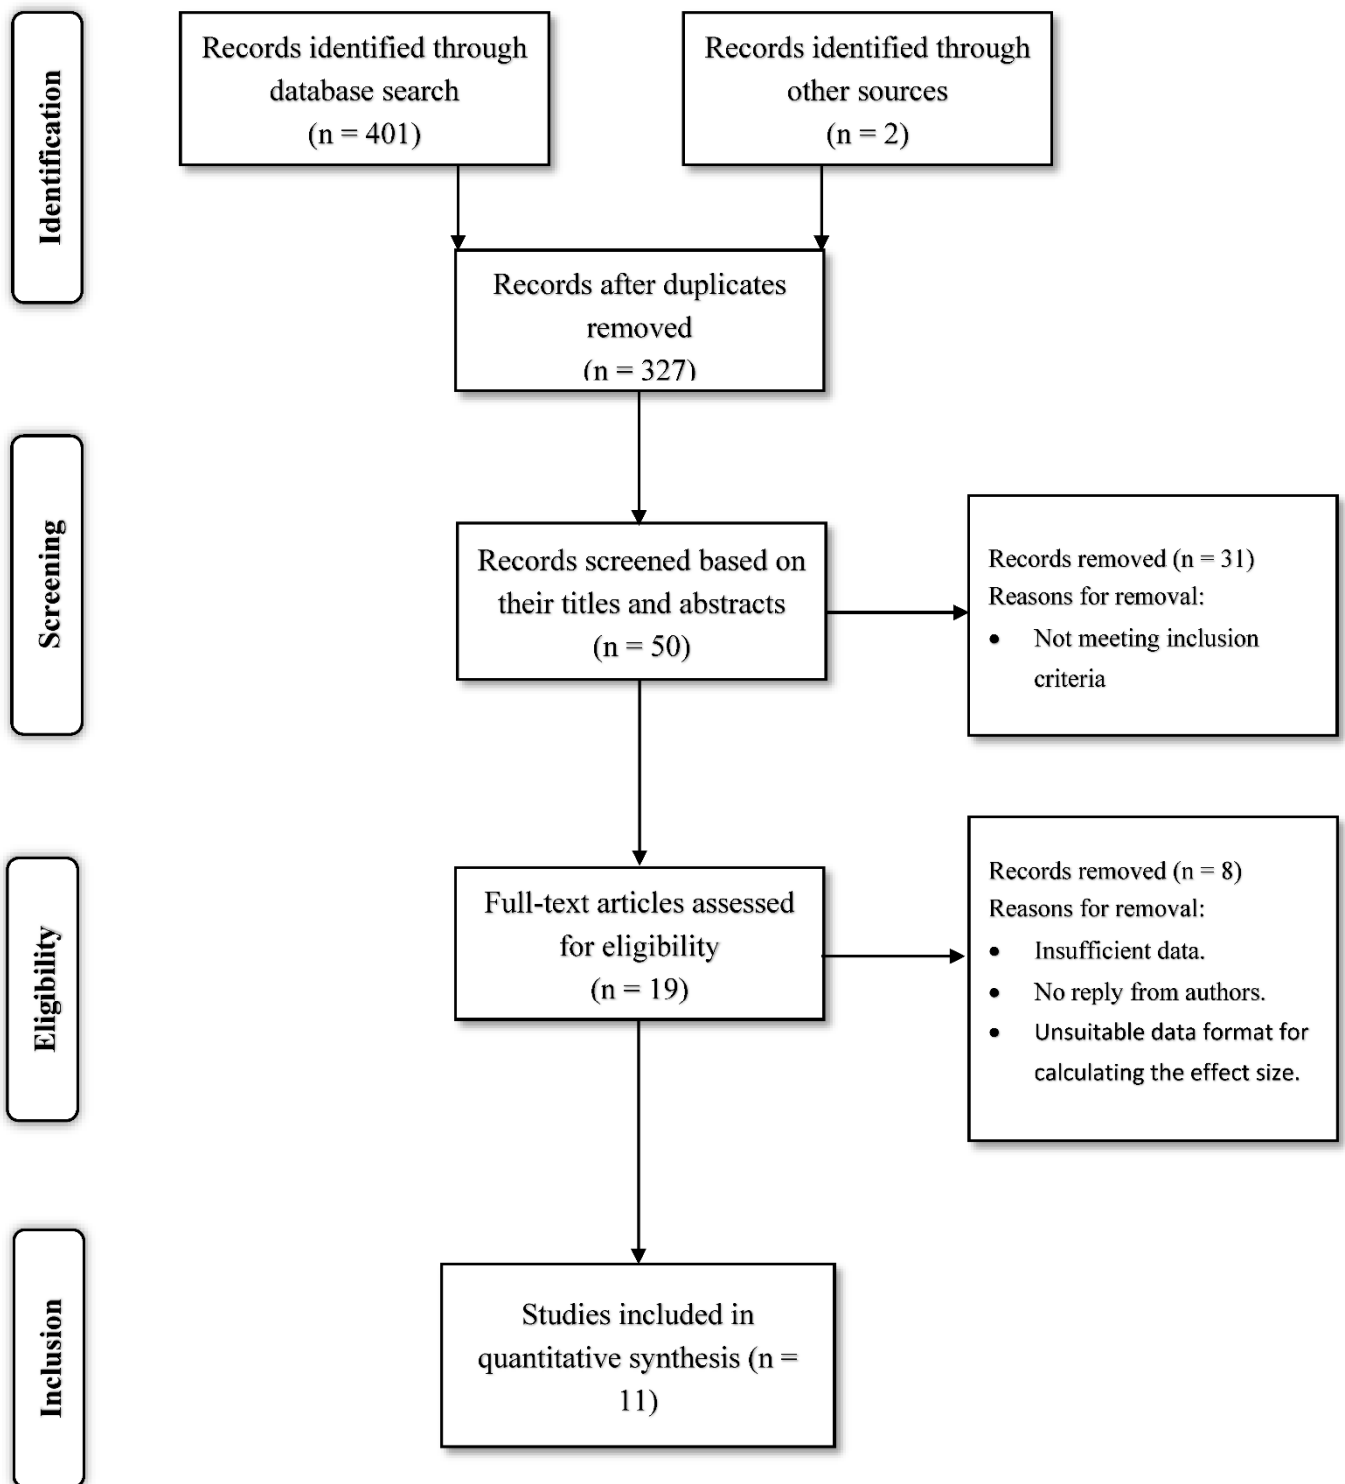 Identification
Records identified through
database search
(n = 401)
Records identified through
other sources
(n = 2)
Records after duplicates
removed
(n = 327)
Screening
Records screened based on
their titles and abstracts
(n = 50)
Records removed (n = 31)
Reasons for removal:
• Not meeting inclusion
criteria
Eligibility
Full-text articles assessed
for eligibility
(n = 19)
Records removed (n = 8)
Reasons for removal:
• Insufficient data.
• No reply from authors.
• Unsuitable data format for
calculating the effect size.
Inclusion
Studies included in
quantitative synthesis (n =
11)